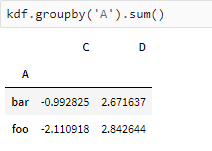 kdf.groupby('A').sum()
C D
A
bar -0.992825 2.671637
foo -2.110918 2.842644